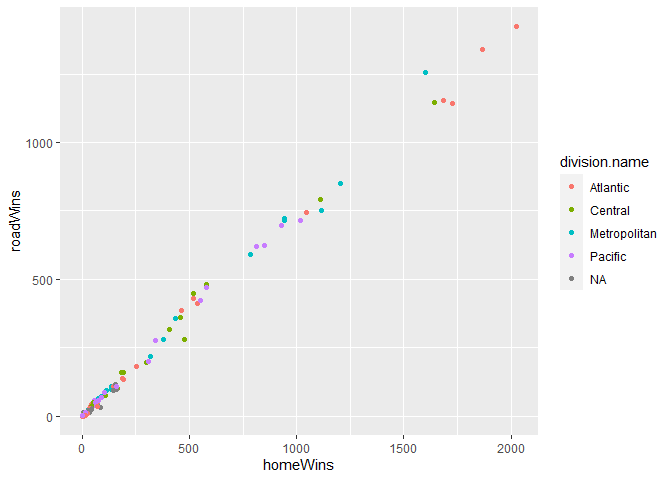 1000
500
0
roadWins
0
500
1000
1500
2000
homeWins
division.name
Atlantic
Central
Metropolitan
Pacific
NA